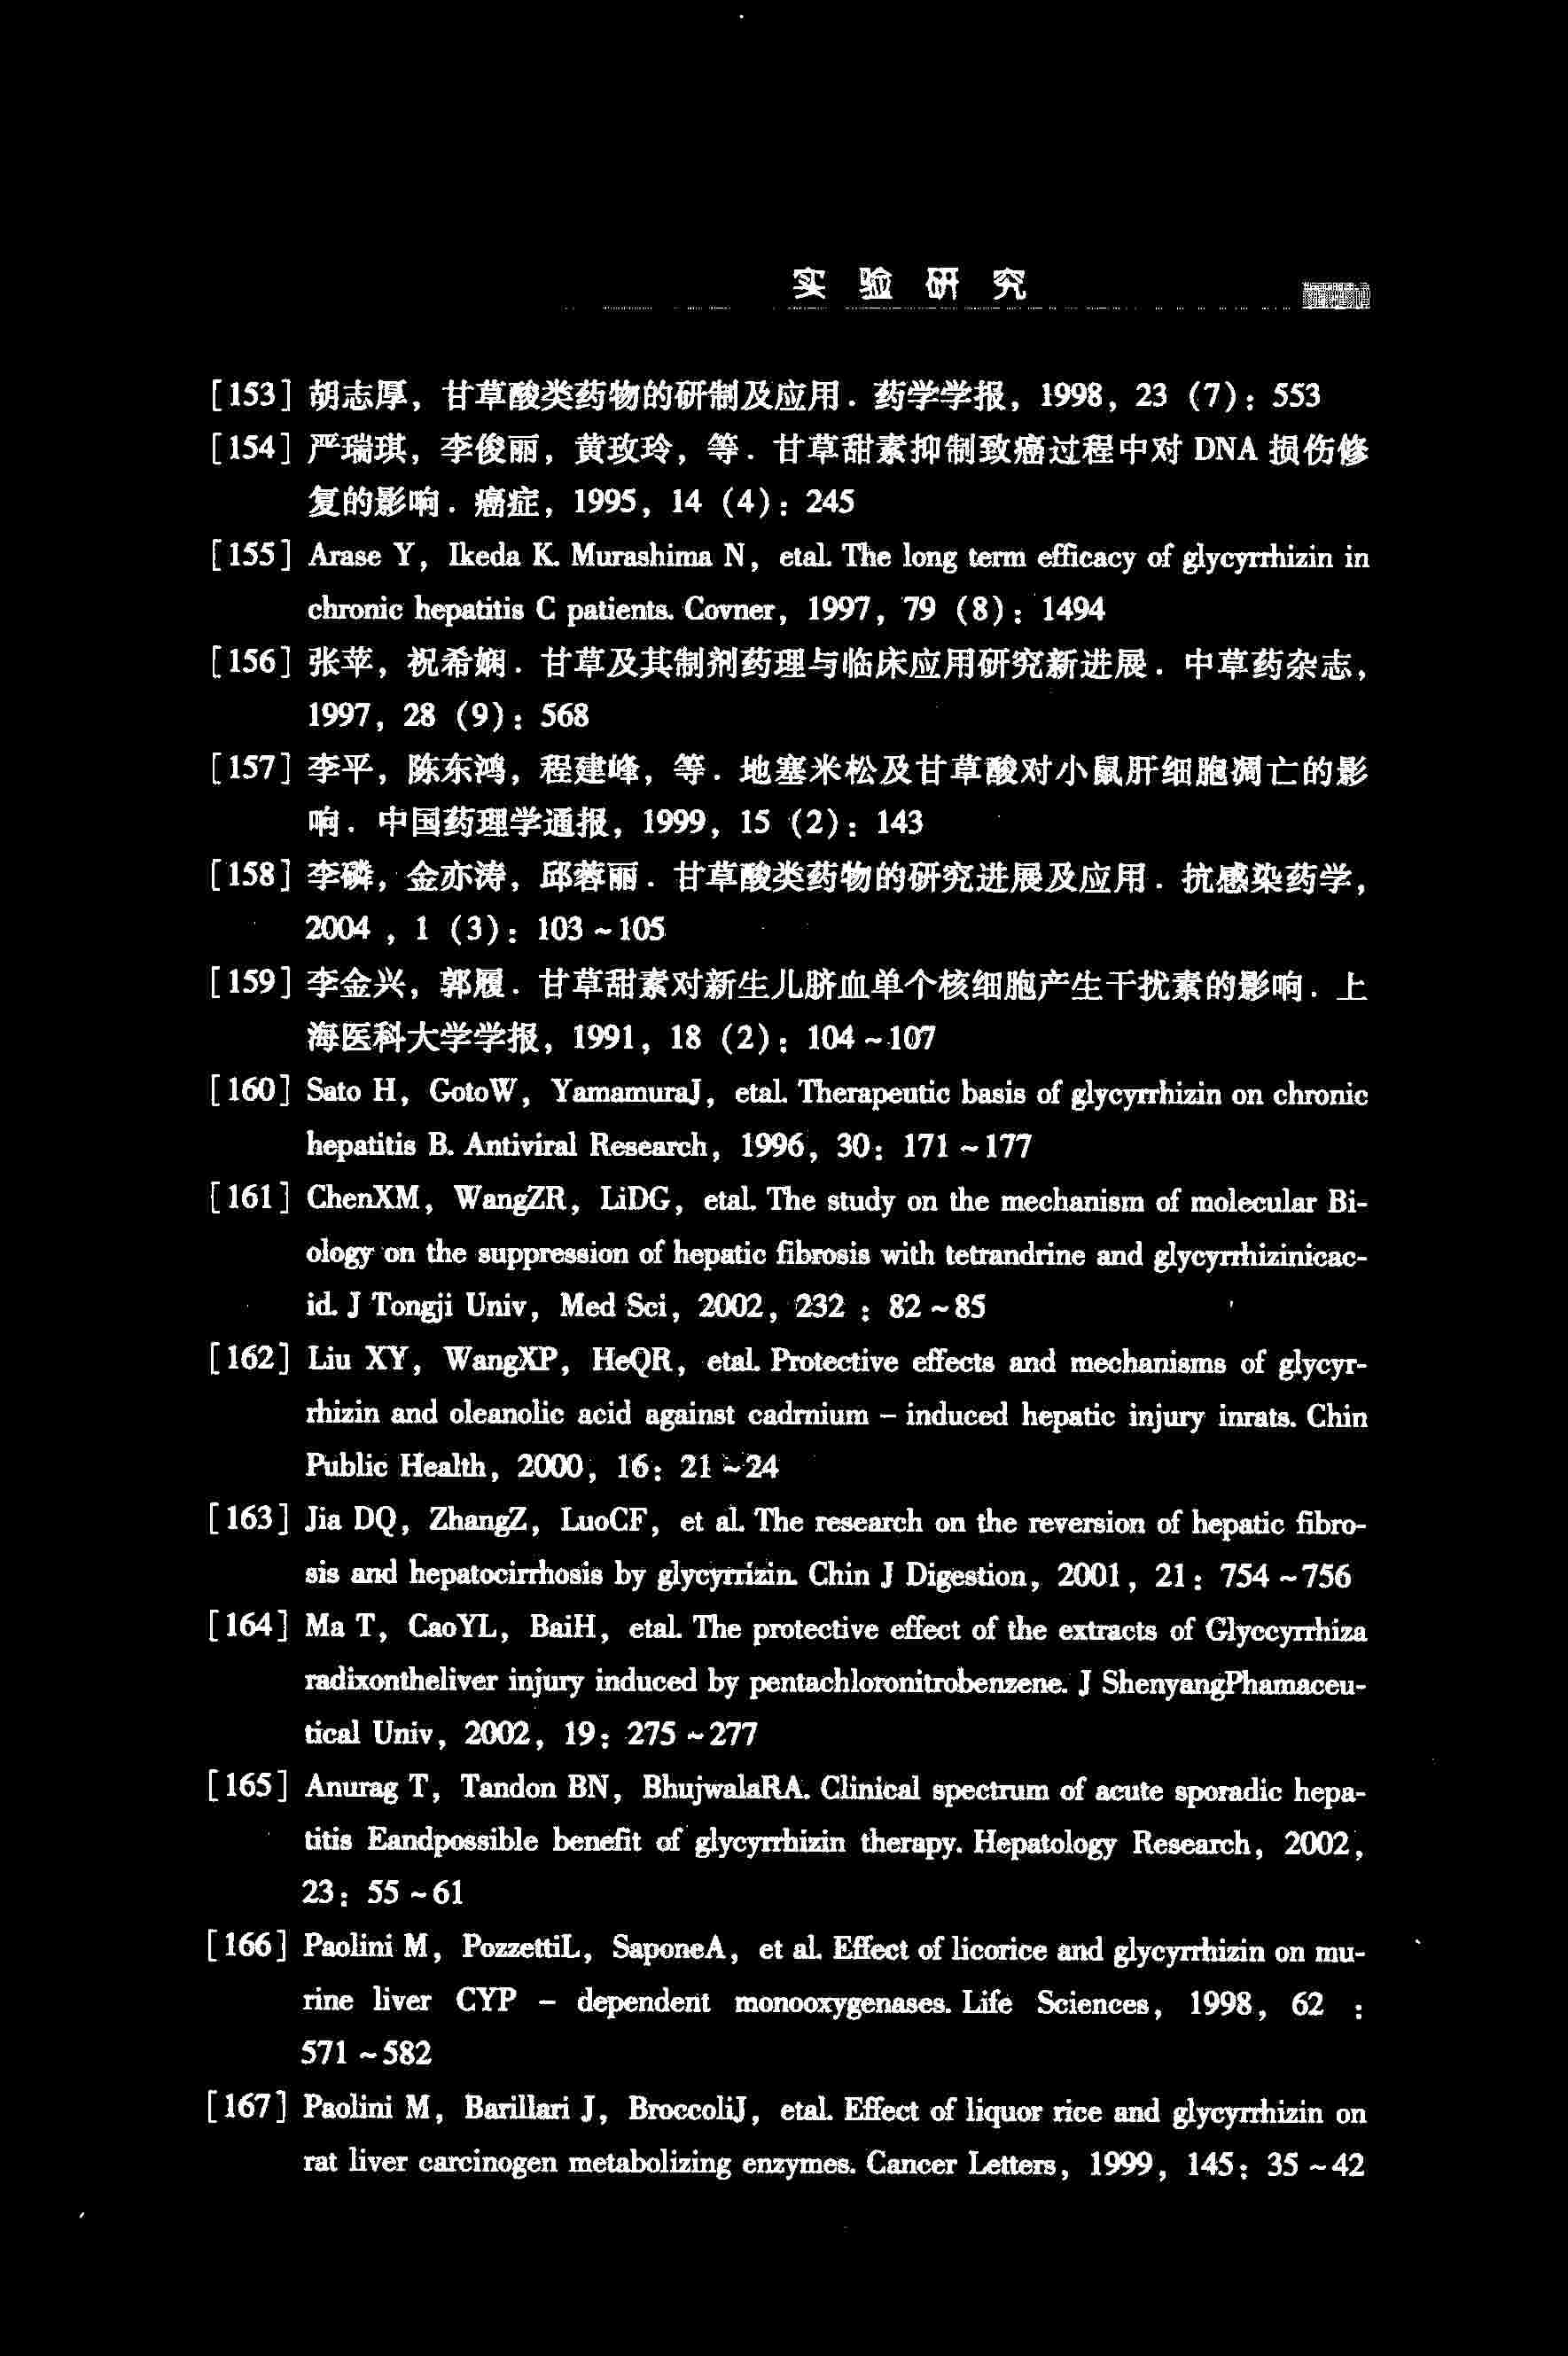 实验研究
[153] 胡志厚，甘草酸类药物的研制及应用．药学学报，1998，23 (7)：553
[154] 严瑞琪，李俊丽，黄玫玲，等．甘草甜素抑制致癌过程中对 DNA 损伤修
复的影响．癌症，1995，14 (4)：245
[155] Arase Y，Ikeda K. Murashima N，etal. The long term efficacy of glycyrrhizin in
chronic hepatitis C patients. Covner，1997，79 (8)：1494
[156] 张苹，祝希娴．甘草及其制剂药理与临床应用研究新进展．中草药杂志，
1997，28 (9)：568
[157] 李平，陈东鸿，程建峰，等．地塞米松及甘草酸对小鼠肝细胞凋亡的影
响．中国药理学通报，1999，15 (2)：143
[158] 李磷，金亦涛，邱蓉丽．甘草酸类药物的研究进展及应用．抗感染药学，
2004 ，1 (3)：103～105
[159] 李金兴，郭履．甘草甜素对新生儿脐血单个核细胞产生干扰素的影响．上
海医科大学学报，1991，18 (2)：104～107
[160] Sato H，GotoW，YamamuraJ，etal. Therapeutic basis of glycyrrhizin on chronic
hepatitis B. Antiviral Research，1996，30：171～177
[161] ChenXM，WangZR，LiDG，etal. The study on the mechanism of molecular Bi-
ology on the suppression of hepatic fibrosis with tetrandrine and glycyrrhizinicac-
id. J Tongji Univ，Med Sci，2002，232 ：82～85
[162] Liu XY，WangXP，HeQR，etal. Protective effects and mechanisms of glycyr-
rhizin and oleanolic acid against cadmium – induced hepatic injury inrats. Chin
Public Health，2000，16：21～24
[163] Jia DQ，ZhangZ，LuoCF，et al. The research on the reversion of hepatic fibro-
sis and hepatocirrhosis by glycyrrizin. Chin J Digestion，2001，21：754～756
[164] Ma T，CaoYL，BaiH，etal. The protective effect of the extracts of Glyccyrrhiza
radixontheliver injury induced by pentachloronitrobenzene. J ShenyangPhamaceu-
tical Univ，2002，19：275～277
[165] Anurag T，Tandon BN，BhujwalaRA. Clinical spectrum of acute sporadic hepa-
titis Eandpossible benefit of glycyrrhizin therapy. Hepatology Research，2002，
23：55～61
[166] Paolini M，PozzettiL，SaponeA，et al. Effect of licorice and glycyrrhizin on mu-
rine liver CYP – dependent monooxygenases. Life Sciences，1998，62 ：
571～582
[167] Paolini M，Barillari J，BroccoliJ，etal. Effect of liquor rice and glycyrrhizin on
rat liver carcinogen metabolizing enzymes. Cancer Letters，1999，145：35～42